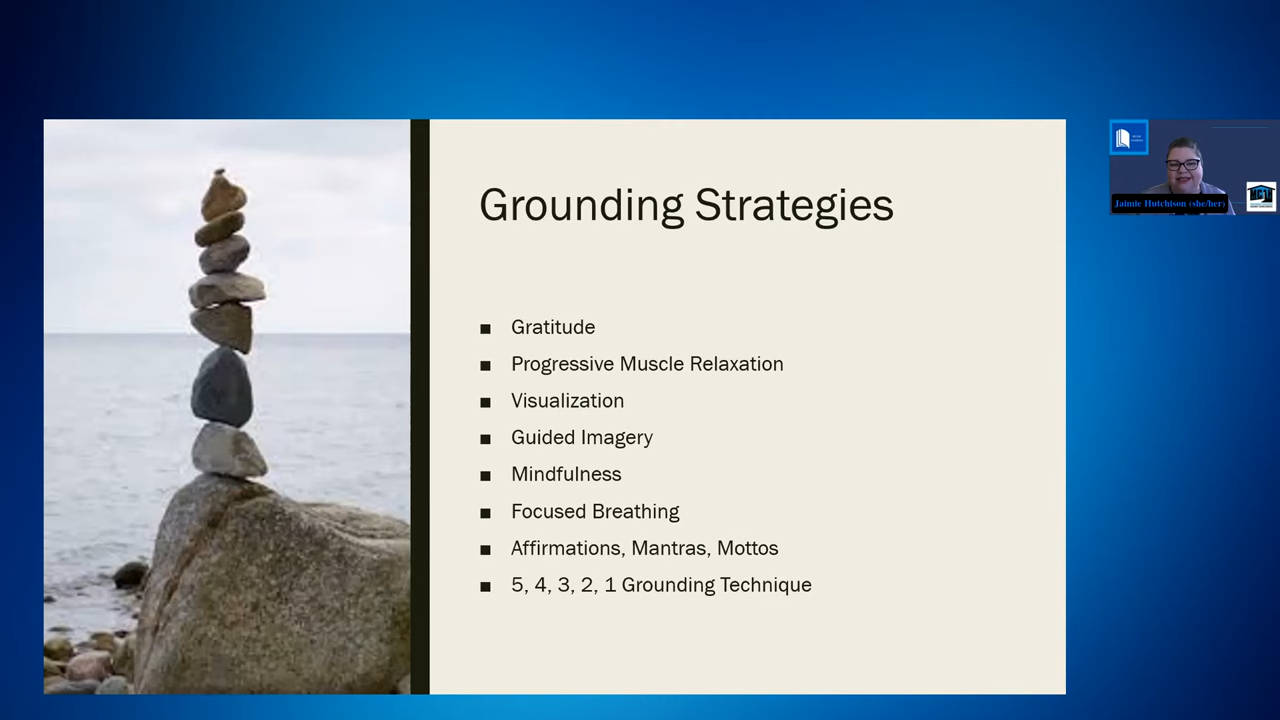 Grounding Strategies
Gratitude
Progressive Muscle Relaxation
Visualization
Guided Imagery
Mindfulness
Focused Breathing
Affirmations, Mantras, Mottos
5, 4, 3, 2, 1 Grounding Technique
Jaimie Hutchison (she/her)